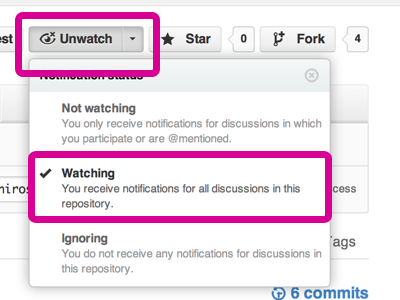 est Unwatch Star 0 Fork 4
Notification status
Not watching
You only receive notifications for discussions in which
you participate or are @mentioned.
Watching
You receive notifications for all discussions in this
repository.
Ignoring
You do not receive any notifications for discussions in
this repository.
Tags
6 commits